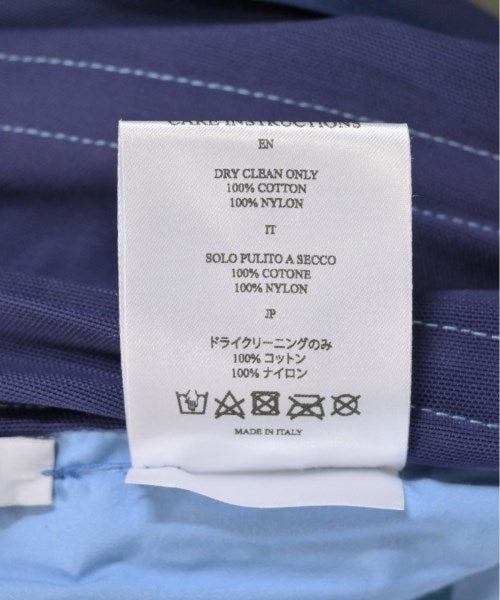 CARE INSTRUCTIONS
EN
DRY CLEAN ONLY
100% COTTON
100% NYLON
IT
SOLO PULITO A SECCO
100% COTONE
100% NYLON
JP
ドライクリーニングのみ
100% コットン
100% ナイロン
MADE IN ITALY